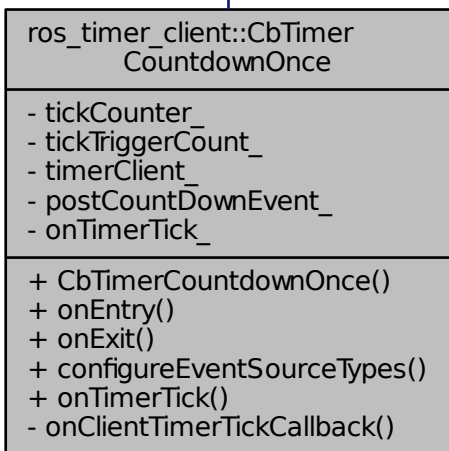 ros_timer_client::CbTimer
CountdownOnce
- tickCounter_
- tickTriggerCount_
- timerClient_
- postCountDownEvent_
- onTimerTick_
+ CbTimerCountdownOnce()
+ onEntry()
+ onExit()
+ configureEventSourceTypes()
+ onTimerTick()
- onClientTimerTickCallback()